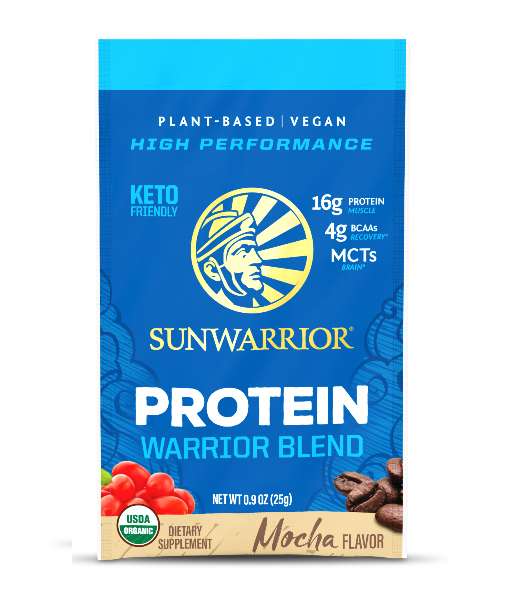 PLANT-BASED | VEGAN
HIGH PERFORMANCE
KETO
FRIENDLY
16g PROTEIN
MUSCLE
4g BCAAs
RECOVERY*
MCTs
BRAIN*
SUNWARRIOR®
PROTEIN
WARRIOR BLEND
NET WT 0.9 OZ (25g)
USDA
ORGANIC
DIETARY
SUPPLEMENT
Mocha FLAVOR